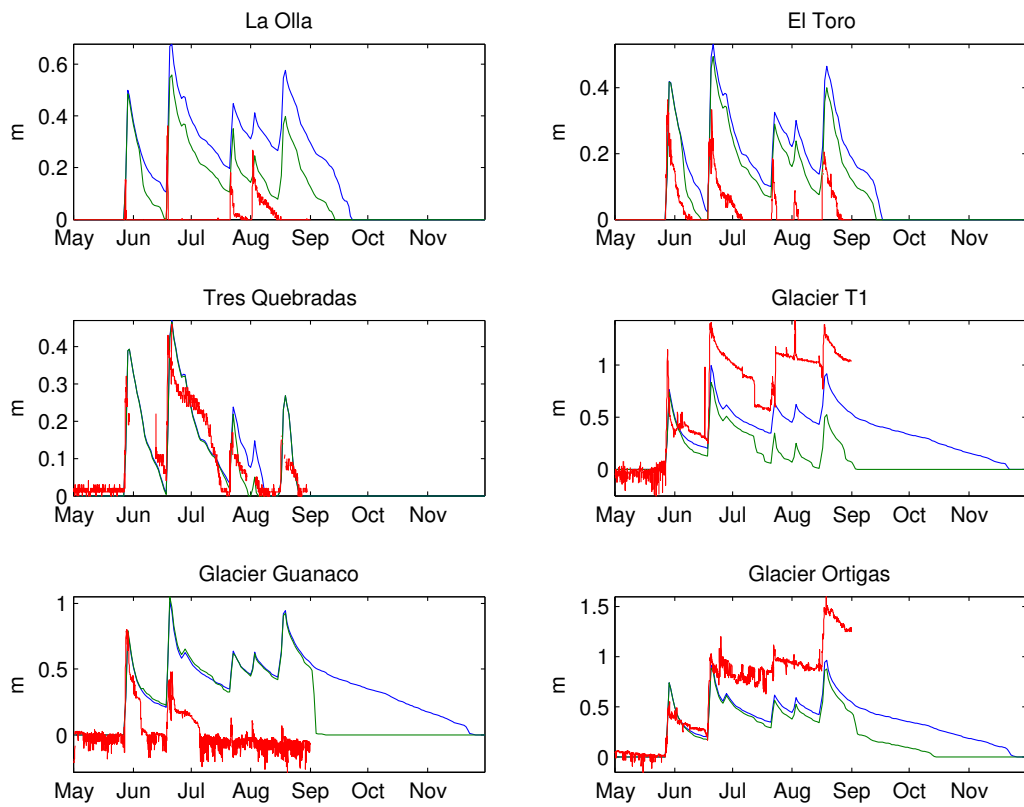 La Olla
0.6
0.4
0.2
0
m
May Jun Jul Aug Sep Oct Nov
El Toro
0.4
0.2
0
m
May Jun Jul Aug Sep Oct Nov
Tres Quebradas
0.4
0.3
0.2
0.1
0
m
May Jun Jul Aug Sep Oct Nov
Glacier T1
1
0.5
0
m
May Jun Jul Aug Sep Oct Nov
Glacier Guanaco
1
0.5
0
m
May Jun Jul Aug Sep Oct Nov
Glacier Ortigas
1.5
1
0.5
0
m
May Jun Jul Aug Sep Oct Nov